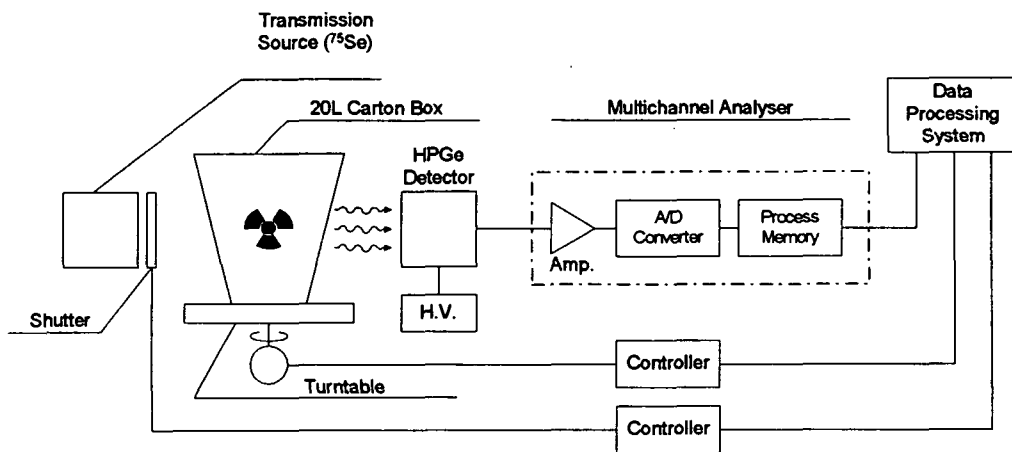 Transmission
Source (⁷⁵Se)
20L Carton Box
Multichannel Analyser
Data
Processing
System
HPGe
Detector
A/D
Converter
Process
Memory
Amp.
H.V.
Shutter
Controller
Turntable
Controller